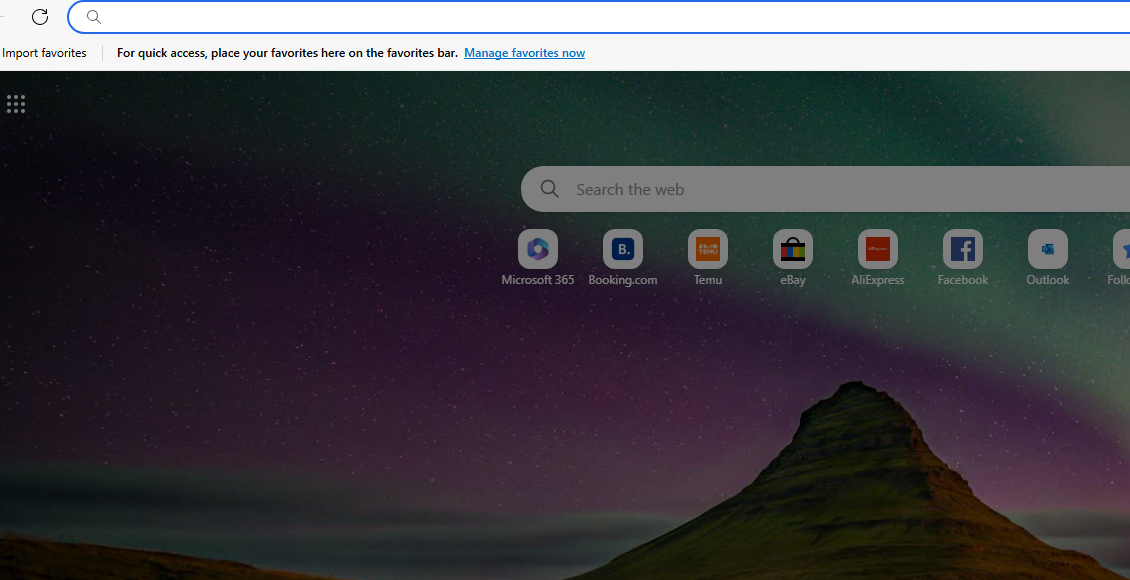 Import favorites
For quick access, place your favorites here on the favorites bar. Manage favorites now
Search the web
B.
TEMU
Microsoft 365
Booking.com
Temu
eBay
AliExpress
Facebook
Outlook